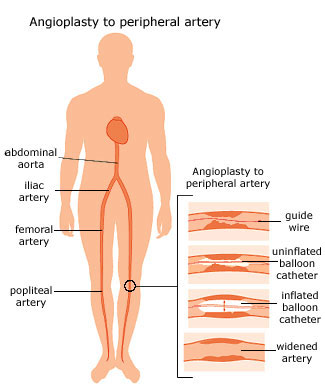 Angioplasty to peripheral artery
abdominal
aorta
iliac
artery
femoral
artery
popliteal
artery
Angioplasty to
peripheral artery
guide
wire
uninflated
balloon
catheter
inflated
balloon
catheter
widened
artery